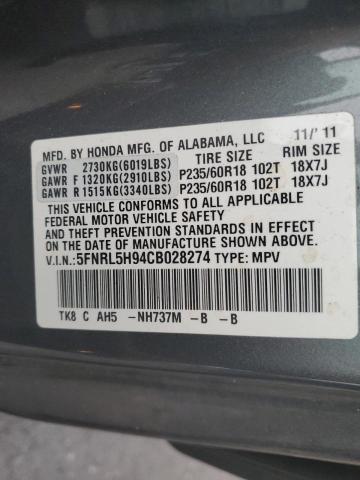 MFD. BY HONDA MFG. OF ALABAMA, LLC 11/'11
GVWR 2730KG(6019LBS) TIRE SIZE RIM SIZE
GAWR F 1320KG(2910LBS) P235/60R18 102T 18X7J
GAWR R 1515KG(3340LBS) P235/60R18 102T 18X7J
THIS VEHICLE CONFORMS TO ALL APPLICABLE
FEDERAL MOTOR VEHICLE SAFETY
AND THEFT PREVENTION STANDARDS IN EFFECT
ON THE DATE OF MANUFACTURE SHOWN ABOVE.
V.I.N.: 5FNRL5H94CB028274 TYPE: MPV
TK8 C AH5 -NH737M -B -B